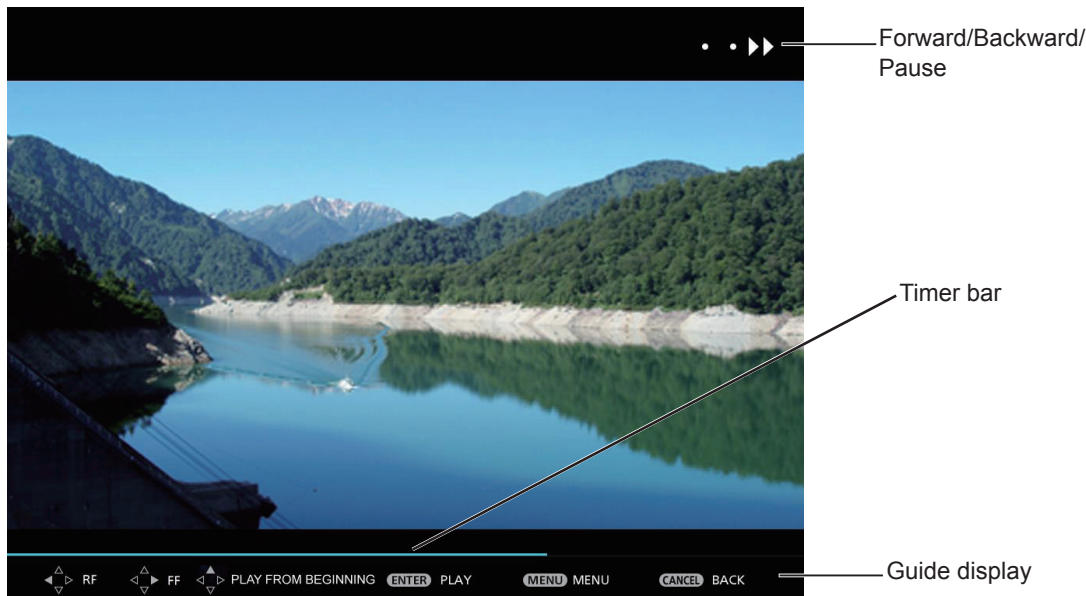 Forward/Backward/
Pause
Timer bar
RF FF PLAY FROM BEGINNING ENTER PLAY MENU MENU CANCEL BACK
Guide display